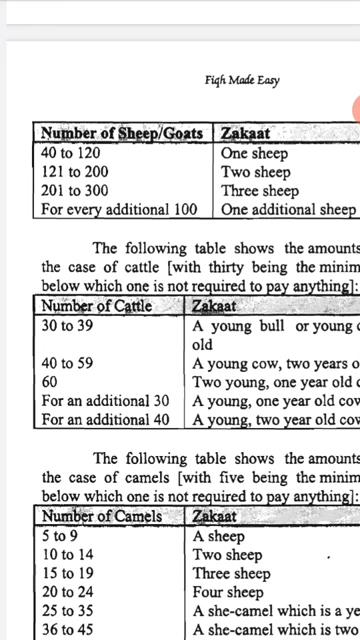 Fiqh Made Easy
Number of Sheep/Goats Zakaat
40 to 120 One sheep
121 to 200 Two sheep
201 to 300 Three sheep
For every additional 100 One additional sheep
The following table shows the amounts
the case of cattle [with thirty being the minim
below which one is not required to pay anything]:
Number of Cattle Zakaat
30 to 39 A young bull or young
old
40 to 59 A young cow, two years o
60 Two young, one year old
For an additional 30 A young, one year old cow
For an additional 40 A young, two year old cow
The following table shows the amounts
the case of camels [with five being the minim
below which one is not required to pay anything]:
Number of Camels Zakaat
5 to 9 A sheep
10 to 14 Two sheep
15 to 19 Three sheep
20 to 24 Four sheep
25 to 35 A she-camel which is a ye
36 to 45 A she-camel which is two